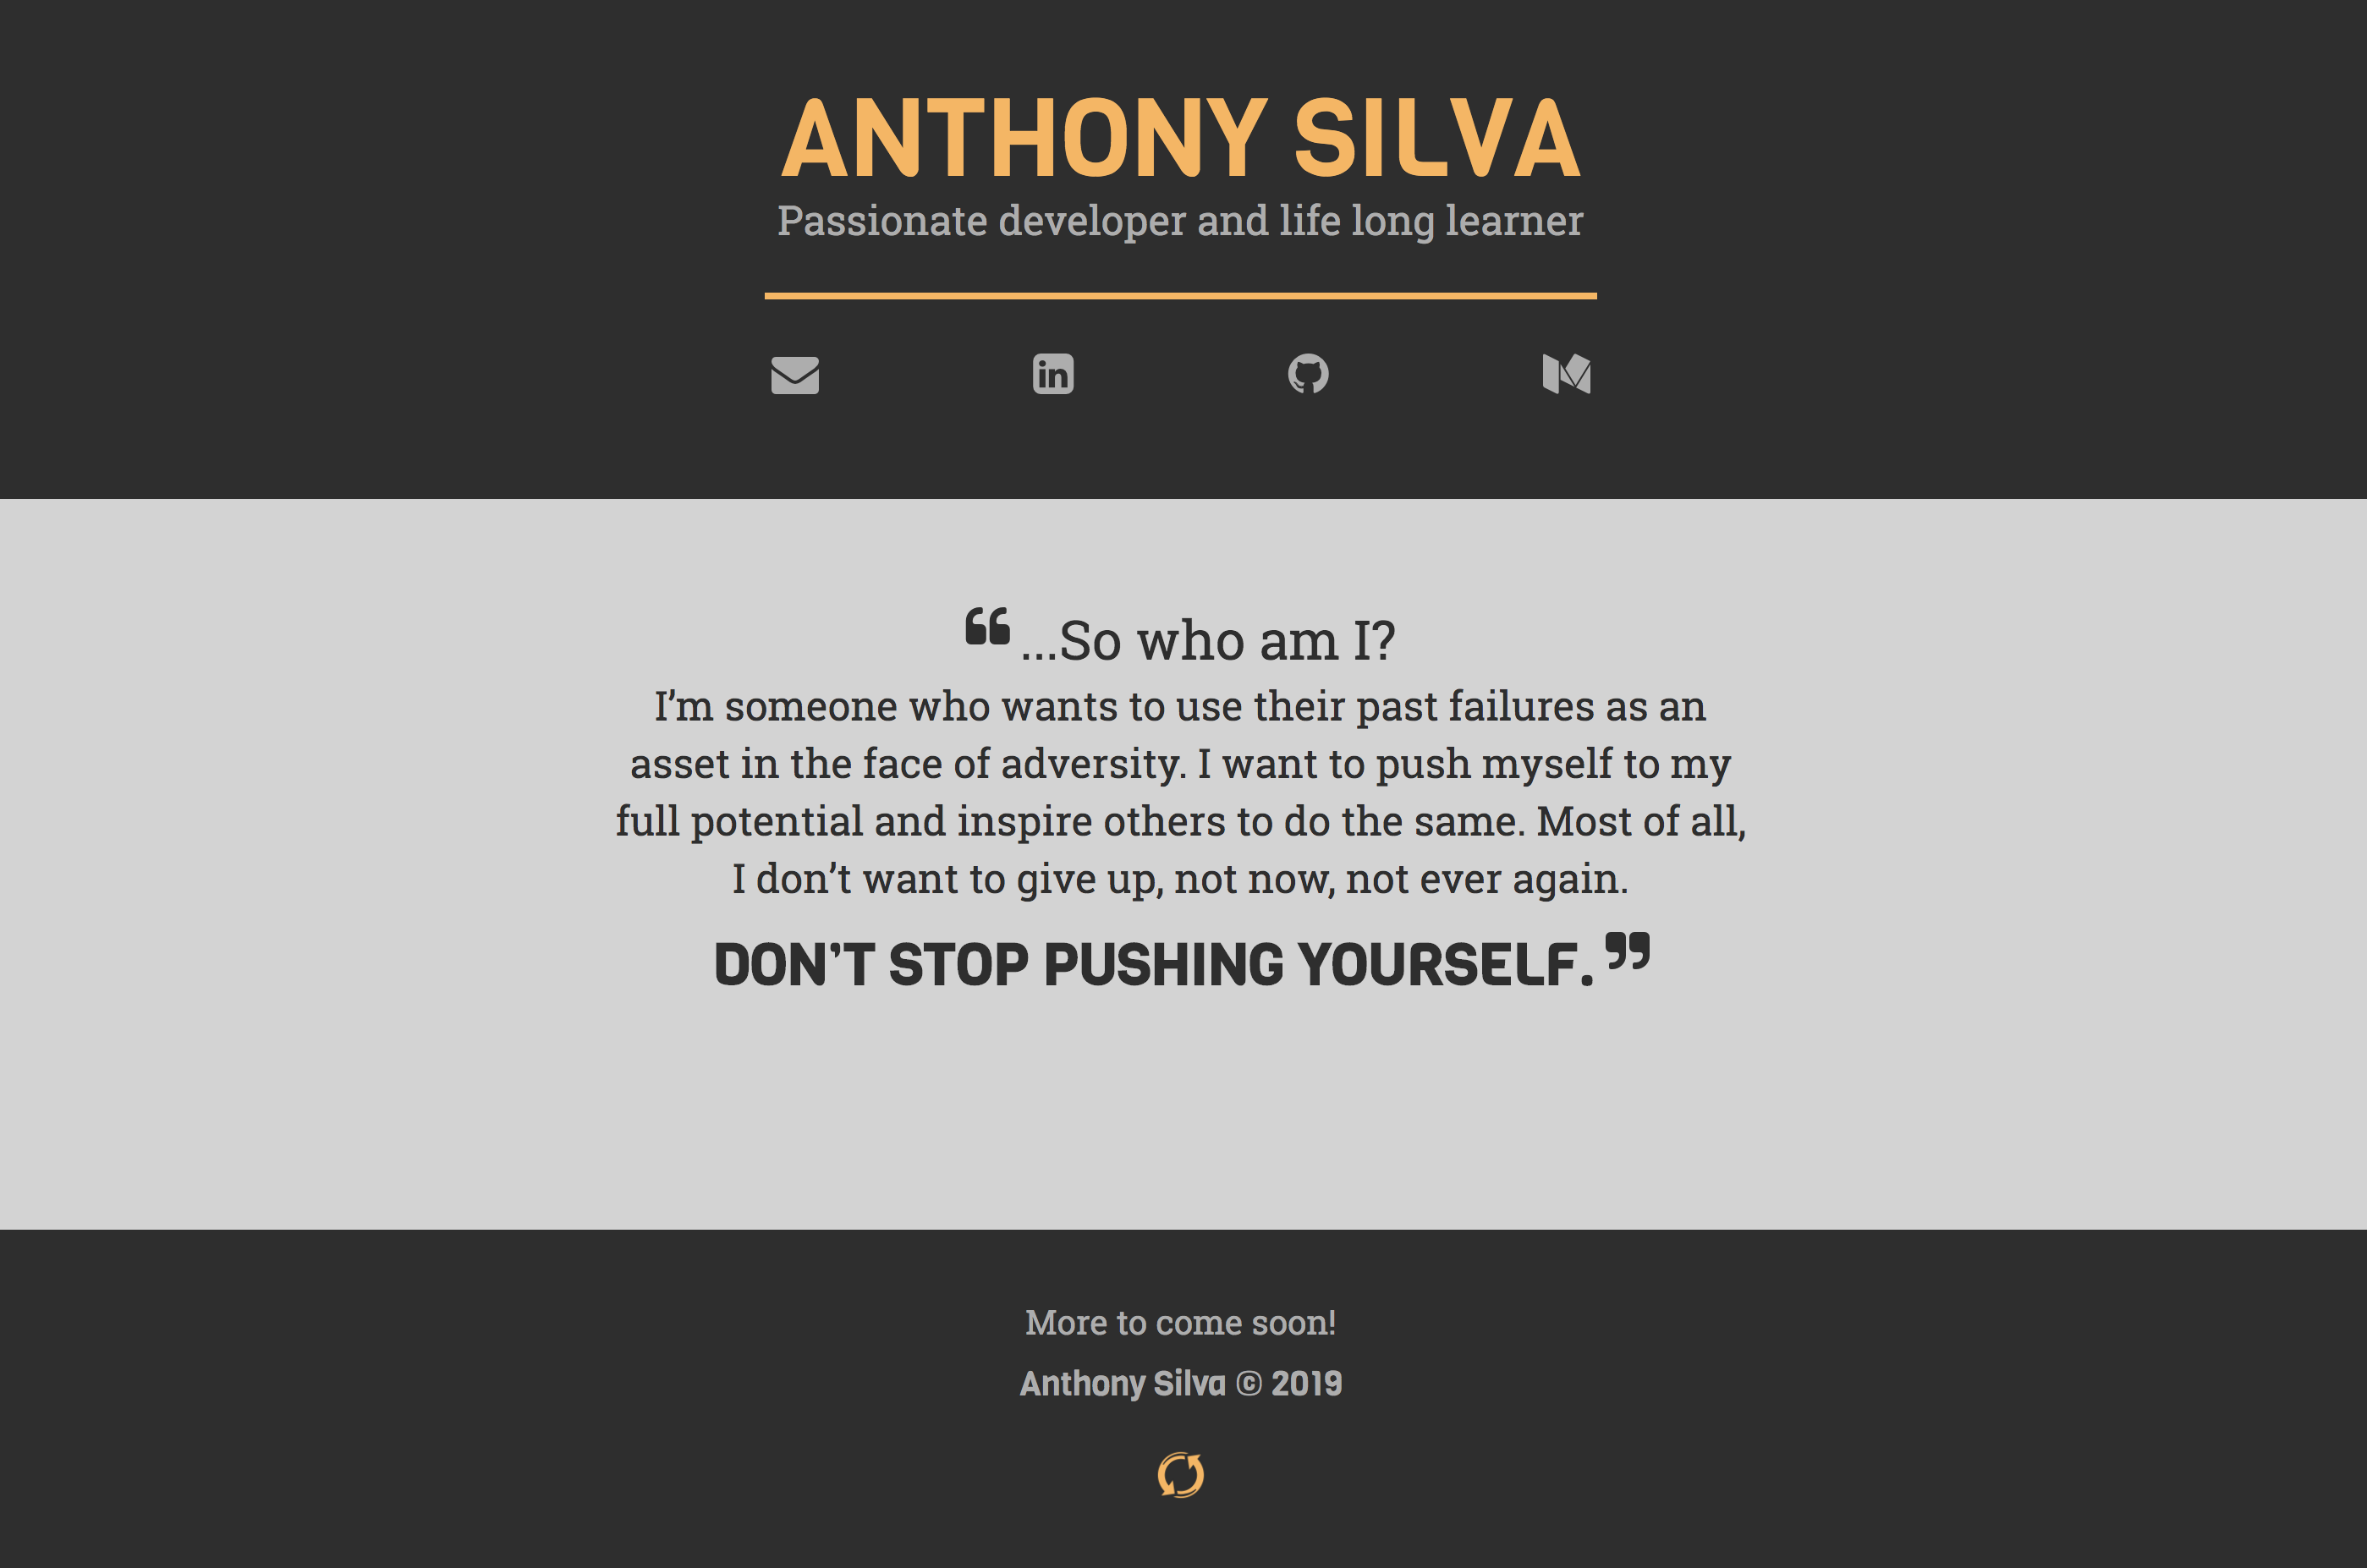 ANTHONY SILVA
Passionate developer and life long learner
in
“ ...So who am I?
I’m someone who wants to use their past failures as an
asset in the face of adversity. I want to push myself to my
full potential and inspire others to do the same. Most of all,
I don’t want to give up, not now, not ever again.
DON’T STOP PUSHING YOURSELF. ”
More to come soon!
Anthony Silva © 2019